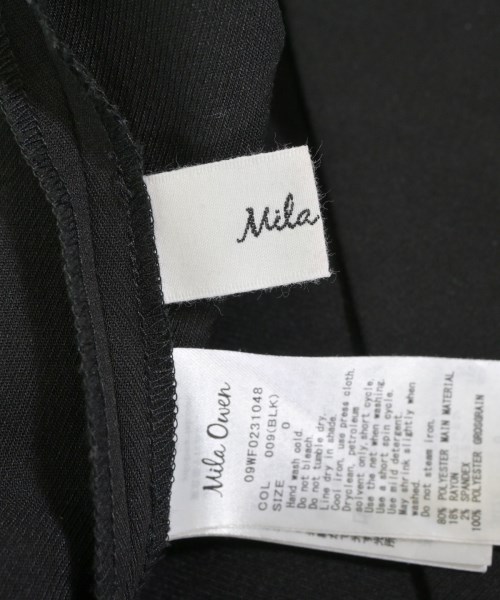 Mila
Mila Owen
09WF0231048
COL 009(BLK)
SIZE 0
Hand wash cold.
Do not bleach.
Do not tumble dry.
Line dry in shade.
Cool iron, use press cloth.
Dryclean, petroleum
solvent only short cycle.
Use the net when washing.
Use a short spin cycle.
Use mild detergent.
May shrink slightly when
washed.
Do not steam iron.
80% POLYESTER MAIN MATERIAL
18% RAYON
2% SPANDEX
100% POLYESTER GROSGRAIN